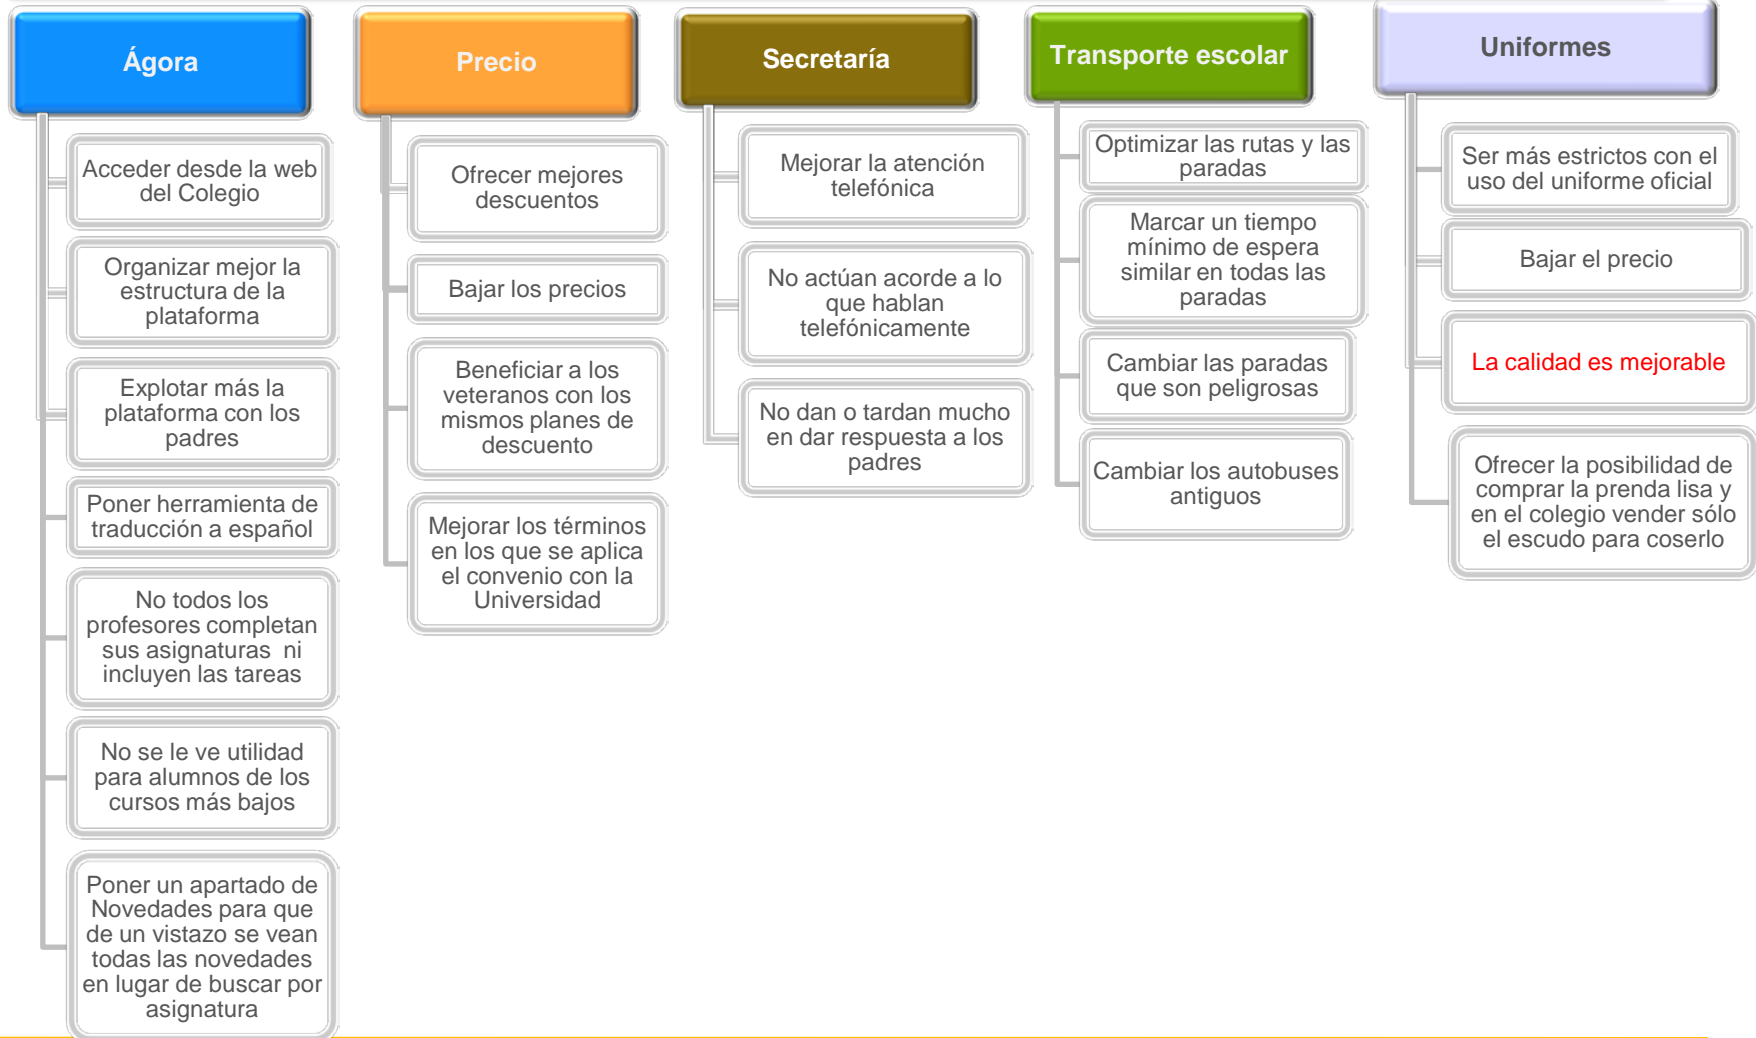 Ágora
Acceder desde la web
del Colegio
Organizar mejor la
estructura de la
plataforma
Explotar más la
plataforma con los
padres
Poner herramienta de
traducción a español
No todos los
profesores completan
sus asignaturas ni
incluyen las tareas
No se le ve utilidad
para alumnos de los
cursos más bajos
Poner un apartado de
Novedades para que
de un vistazo se vean
todas las novedades
en lugar de buscar por
asignatura
Precio
Ofrecer mejores
descuentos
Bajar los precios
Beneficiar a los
veteranos con los
mismos planes de
descuento
Mejorar los términos
en los que se aplica
el convenio con la
Universidad
Secretaría
Mejorar la atención
telefónica
No actúan acorde a lo
que hablan
telefónicamente
No dan o tardan mucho
en dar respuesta a los
padres
Transporte escolar
Optimizar las rutas y las
paradas
Marcar un tiempo
mínimo de espera
similar en todas las
paradas
Cambiar las paradas
que son peligrosas
Cambiar los autobuses
antiguos
Uniformes
Ser más estrictos con el
uso del uniforme oficial
Bajar el precio
La calidad es mejorable
Ofrecer la posibilidad de
comprar la prenda lisa y
en el colegio vender sólo
el escudo para coserlo